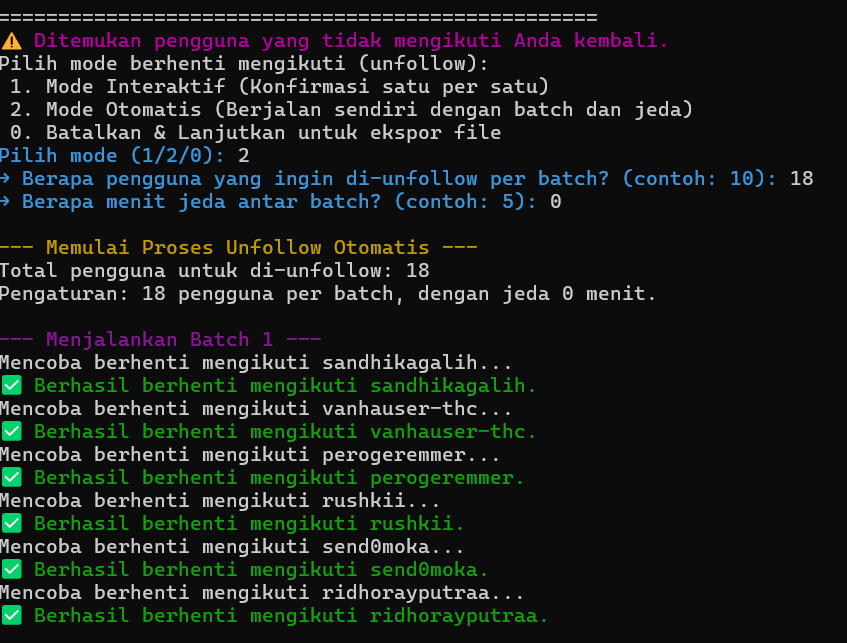 ==================================================
⚠ Ditemukan pengguna yang tidak mengikuti Anda kembali.
Pilih mode berhenti mengikuti (unfollow):
1. Mode Interaktif (Konfirmasi satu per satu)
2. Mode Otomatis (Berjalan sendiri dengan batch dan jeda)
0. Batalkan & Lanjutkan untuk ekspor file
Pilih mode (1/2/0): 2
→ Berapa pengguna yang ingin di-unfollow per batch? (contoh: 10): 18
→ Berapa menit jeda antar batch? (contoh: 5): 0
--- Memulai Proses Unfollow Otomatis ---
Total pengguna untuk di-unfollow: 18
Pengaturan: 18 pengguna per batch, dengan jeda 0 menit.
--- Menjalankan Batch 1 ---
Mencoba berhenti mengikuti sandhikagalih...
✅ Berhasil berhenti mengikuti sandhikagalih.
Mencoba berhenti mengikuti vanhauser-thc...
✅ Berhasil berhenti mengikuti vanhauser-thc.
Mencoba berhenti mengikuti perogeremmer...
✅ Berhasil berhenti mengikuti perogeremmer.
Mencoba berhenti mengikuti rushkii...
✅ Berhasil berhenti mengikuti rushkii.
Mencoba berhenti mengikuti send0moka...
✅ Berhasil berhenti mengikuti send0moka.
Mencoba berhenti mengikuti ridhorayputraa...
✅ Berhasil berhenti mengikuti ridhorayputraa.